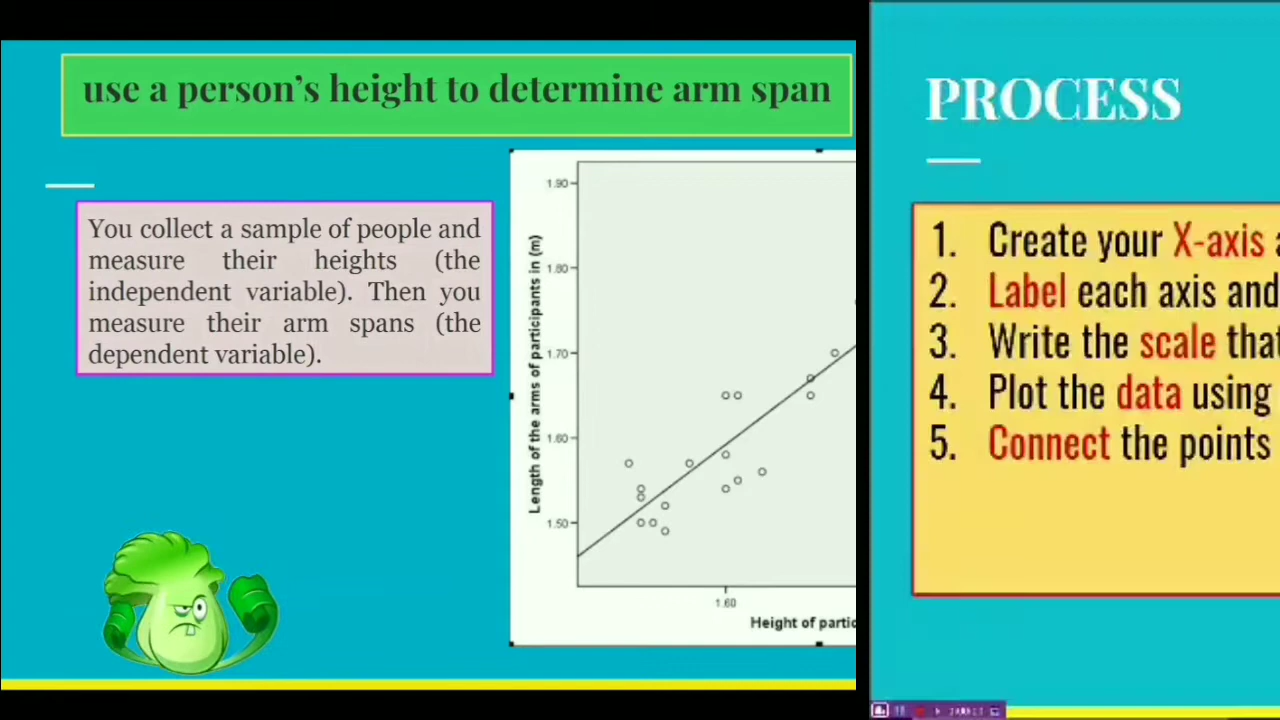 use a person's height to determine arm span
You collect a sample of people and
measure their heights (the
independent variable). Then you
measure their arm spans (the
dependent variable).
Length of the arms of participants in (m)
1.90
1.80
1.70
1.60
1.50
1.60
Height of
PROCESS
1. Create your X-axis
2. Label each axis and
3. Write the scale
4. Plot the data using
5. Connect the points